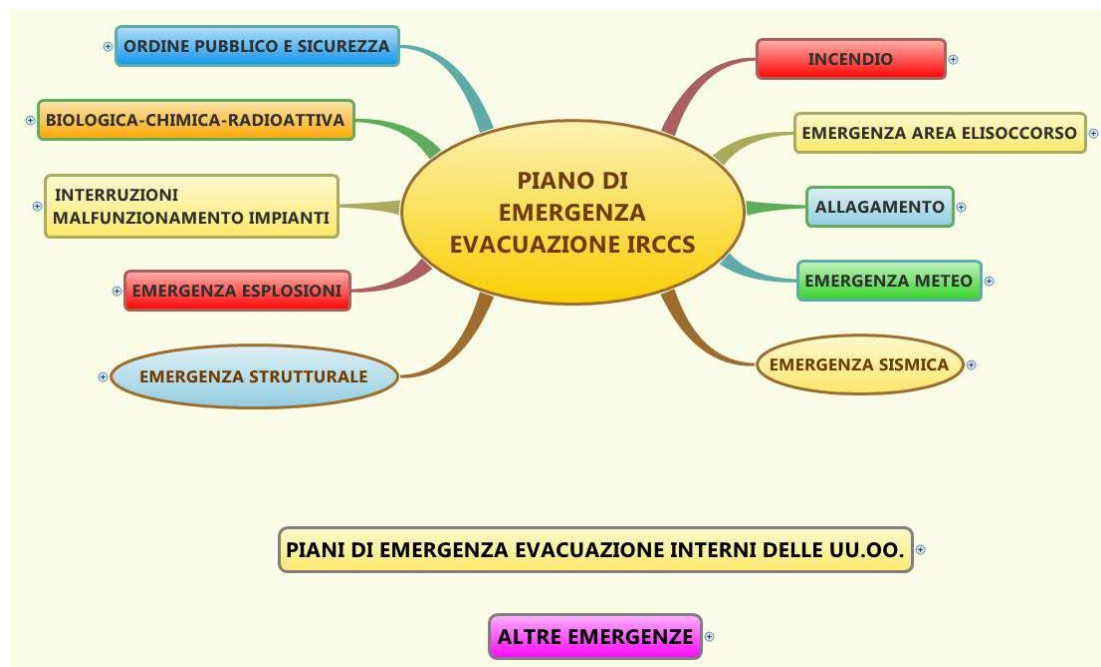 ORDINE PUBBLICO E SICUREZZA
BIOLOGICA-CHIMICA-RADIOATTIVA
INTERRUZIONI
MALFUNZIONAMENTO IMPIANTI
EMERGENZA ESPLOSIONI
EMERGENZA STRUTTURALE
PIANO DI
EMERGENZA
EVACUAZIONE IRCCS
INCENDIO
EMERGENZA AREA ELISOCCORSO
ALLAGAMENTO
EMERGENZA METEO
EMERGENZA SISMICA
PIANI DI EMERGENZA EVACUAZIONE INTERNI DELLE UU.OO.
ALTRE EMERGENZE